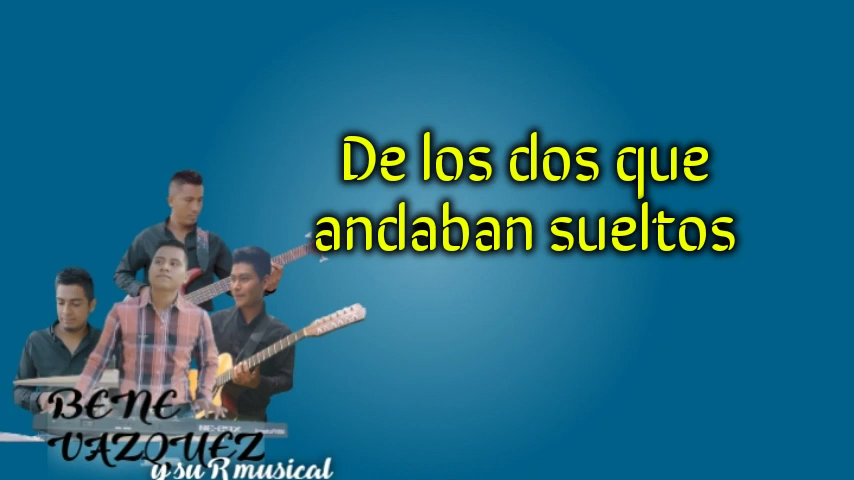 De los dos que
andaban sueltos
BENE
VAZQUEZ
y su R musical